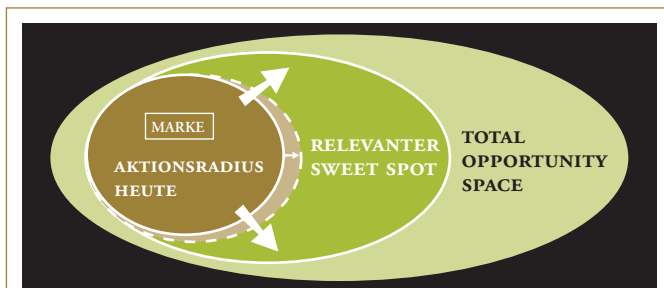 MARKE
AKTIONSRADIUS
HEUTE
RELEVANTER
SWEET SPOT
TOTAL
OPPORTUNITY
SPACE